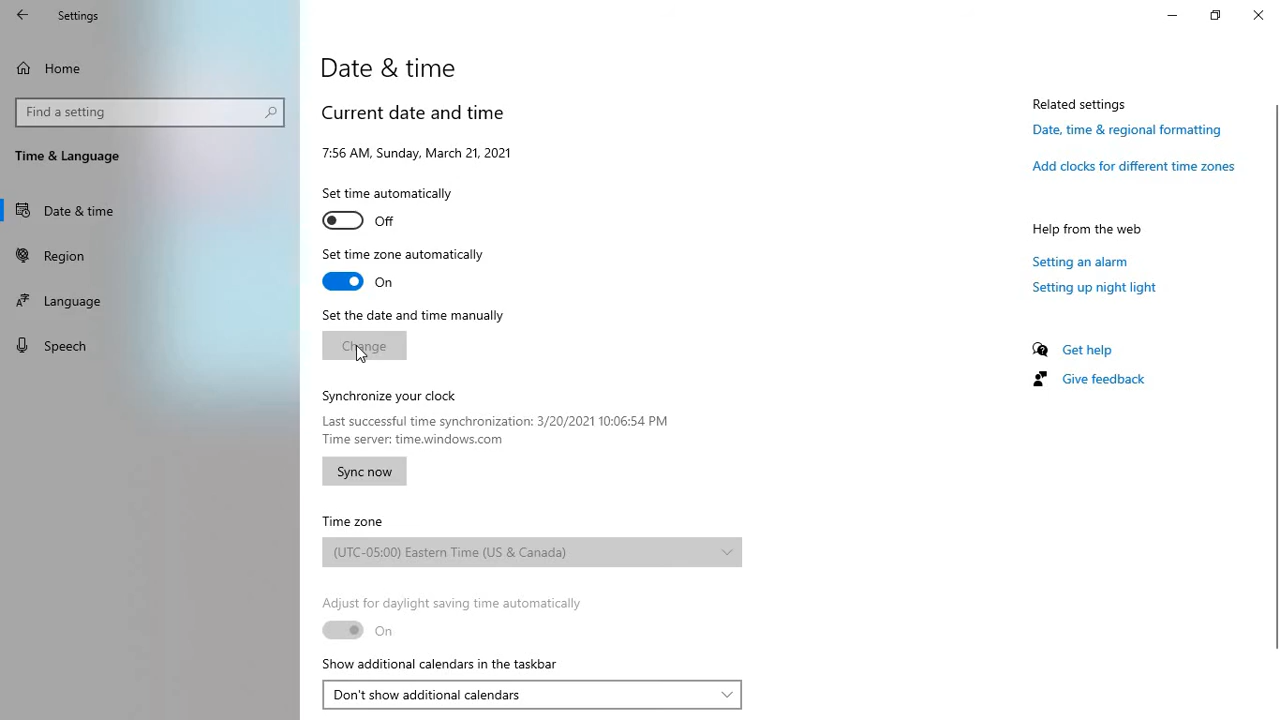 Settings
Home
Find a setting
Time & Language
Date & time
Region
Language
Speech
Date & time
Current date and time
7:56 AM, Sunday, March 21, 2021
Set time automatically
Off
Set time zone automatically
On
Set the date and time manually
Change
Synchronize your clock
Last successful time synchronization: 3/20/2021 10:06:54 PM
Time server: time.windows.com
Sync now
Time zone
(UTC-05:00) Eastern Time (US & Canada)
Adjust for daylight saving time automatically
On
Show additional calendars in the taskbar
Don't show additional calendars
Related settings
Date, time & regional formatting
Add clocks for different time zones
Help from the web
Setting an alarm
Setting up night light
Get help
Give feedback